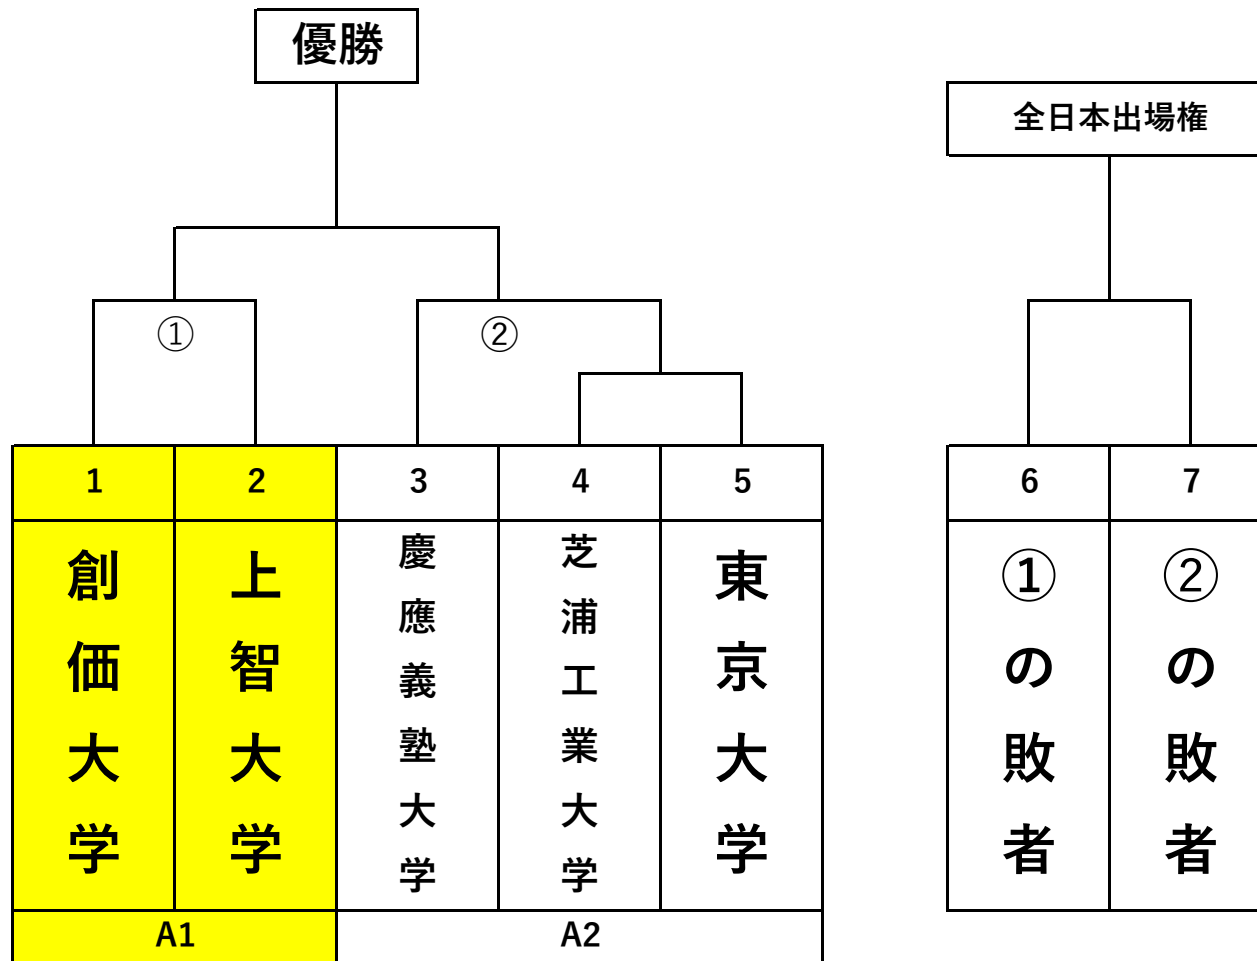 優勝
全日本出場権
①
②
1
2
3
4
5
6
7
創価大学
上智大学
慶應義塾大学
芝浦工業大学
東京大学
①の敗者
②の敗者
A1
A2